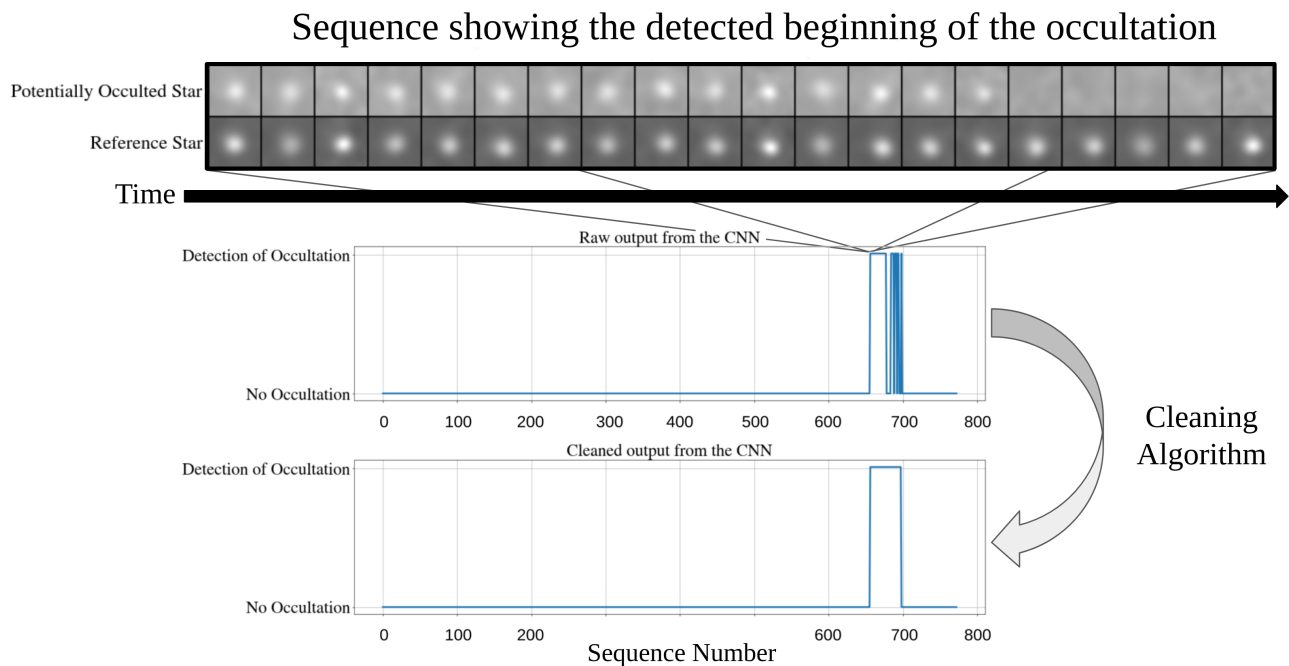 Sequence showing the detected beginning of the occultation
Potentially Occulted Star
Reference Star
Time
Raw output from the CNN
Detection of Occultation
No Occultation
0 100 200 300 400 500 600 700 800
Cleaning
Algorithm
Cleaned output from the CNN
Detection of Occultation
No Occultation
0 100 200 600 700 800
Sequence Number